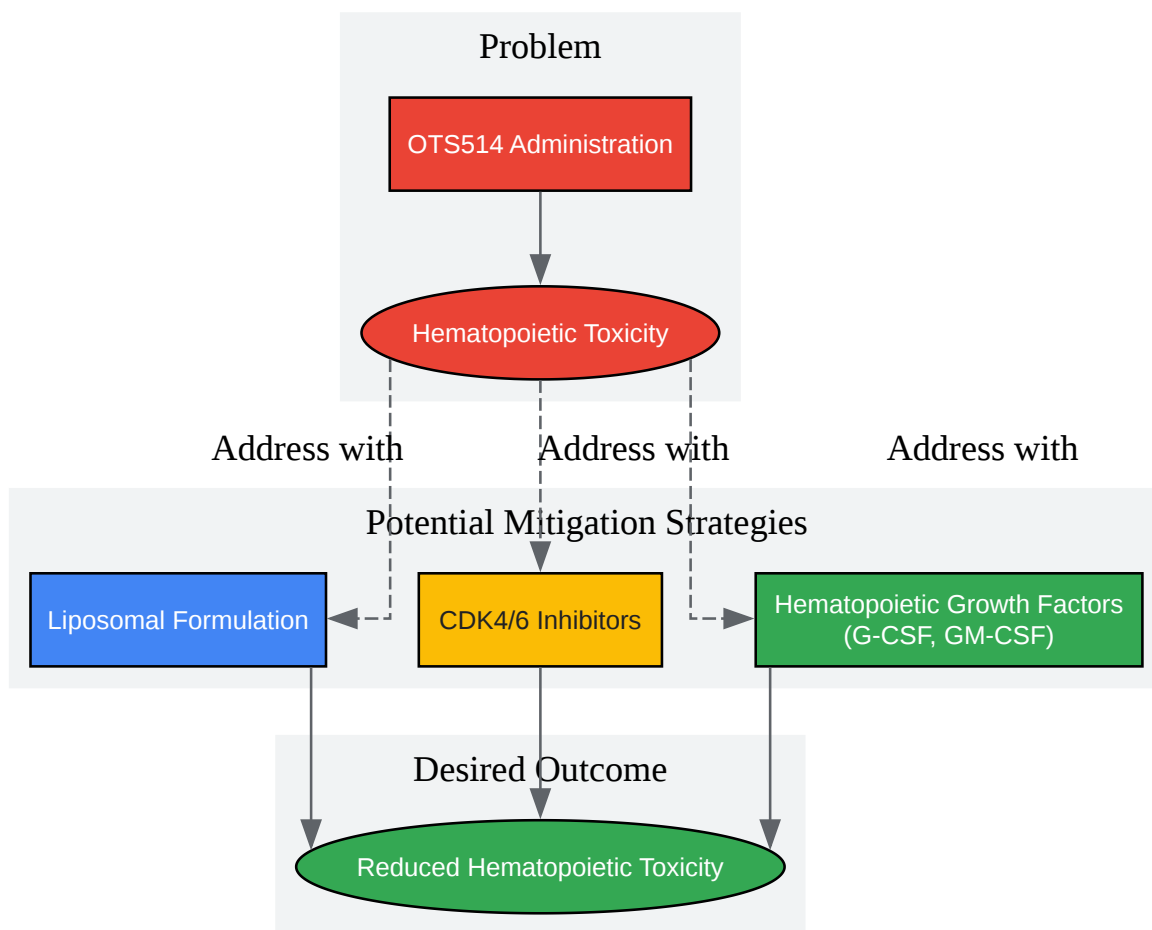 Problem
OTS514 Administration
Hematopoietic Toxicity
Address with
Address with
Address with
Potential Mitigation Strategies
Liposomal Formulation
CDK4/6 Inhibitors
Hematopoietic Growth Factors
(G-CSF, GM-CSF)
Desired Outcome
Reduced Hematopoietic Toxicity